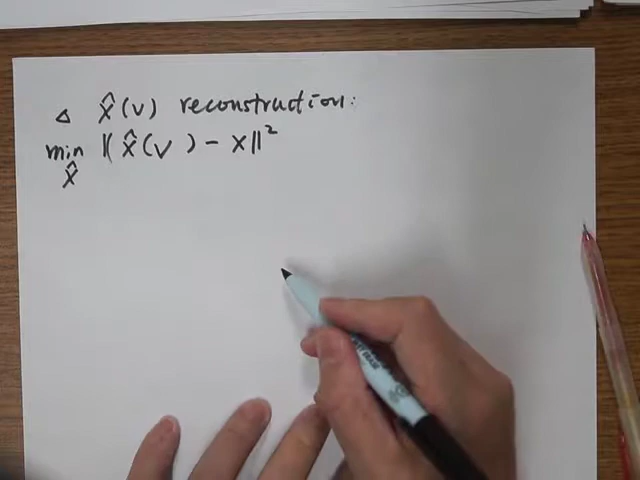 △ x̂(v) reconstruction:
min ‖x̂(v) - x‖²
x̂